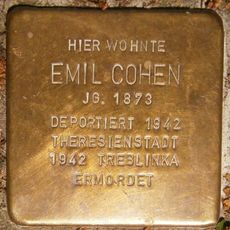 HIER WOHNTE
EMIL COHEN
JG. 1873
DEPORTIERT 1942
THERESIENSTADT
1942 TREBLINKA
ERMORDET